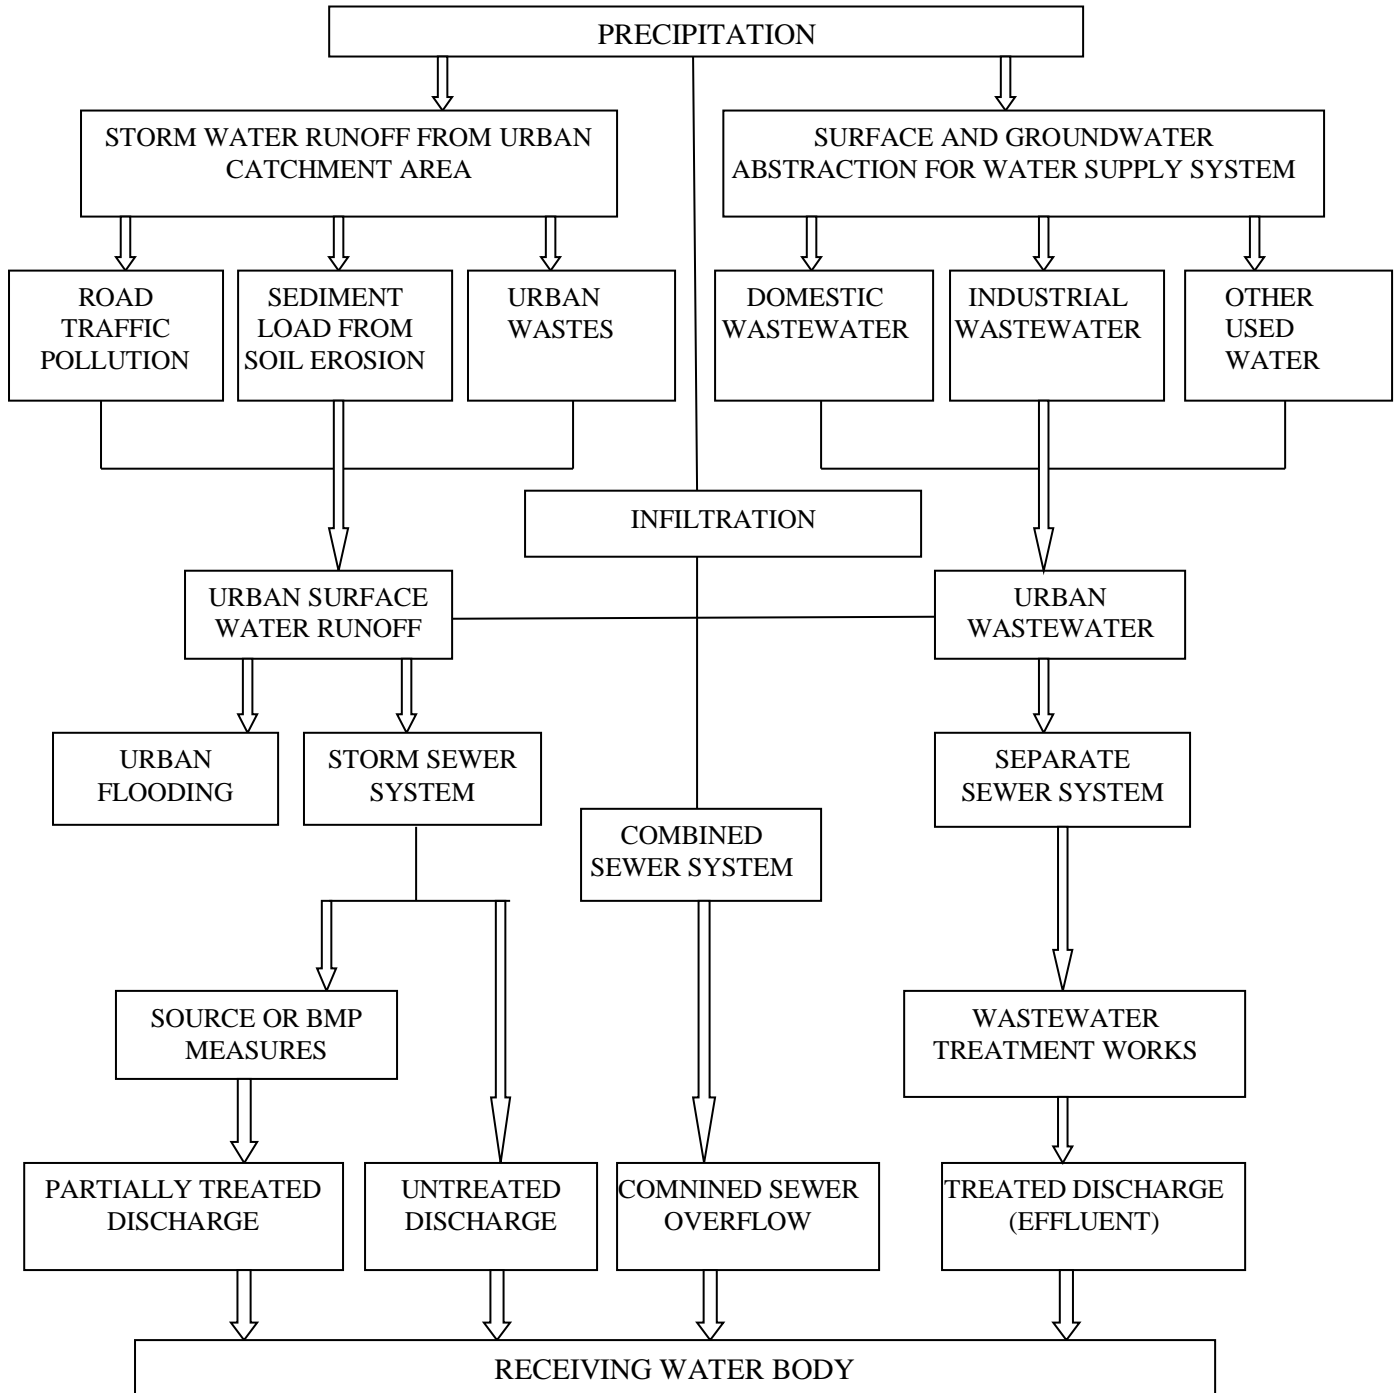 PRECIPITATION
STORM WATER RUNOFF FROM URBAN
CATCHMENT AREA
SURFACE AND GROUNDWATER
ABSTRACTION FOR WATER SUPPLY SYSTEM
ROAD
TRAFFIC
POLLUTION
SEDIMENT
LOAD FROM
SOIL EROSION
URBAN
WASTES
DOMESTIC
WASTEWATER
INDUSTRIAL
WASTEWATER
OTHER
USED
WATER
INFILTRATION
URBAN SURFACE
WATER RUNOFF
URBAN
WASTEWATER
URBAN
FLOODING
STORM SEWER
SYSTEM
SEPARATE
SEWER SYSTEM
COMBINED
SEWER SYSTEM
SOURCE OR BMP
MEASURES
WASTEWATER
TREATMENT WORKS
PARTIALLY TREATED
DISCHARGE
UNTREATED
DISCHARGE
COMNINED SEWER
OVERFLOW
TREATED DISCHARGE
(EFFLUENT)
RECEIVING WATER BODY